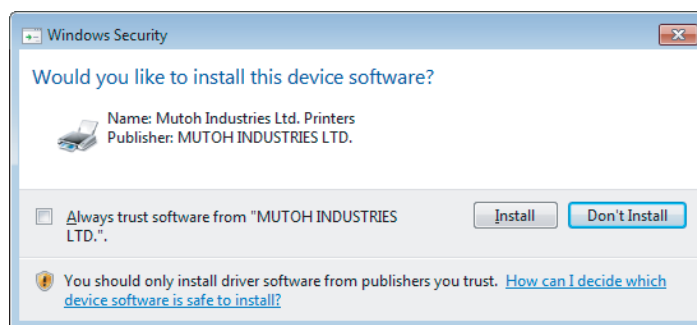 Windows Security
Would you like to install this device software?
Name: Mutoh Industries Ltd. Printers
Publisher: MUTOH INDUSTRIES LTD.
Always trust software from "MUTOH INDUSTRIES
LTD.".
Install
Don't Install
You should only install driver software from publishers you trust. How can I decide which
device software is safe to install?